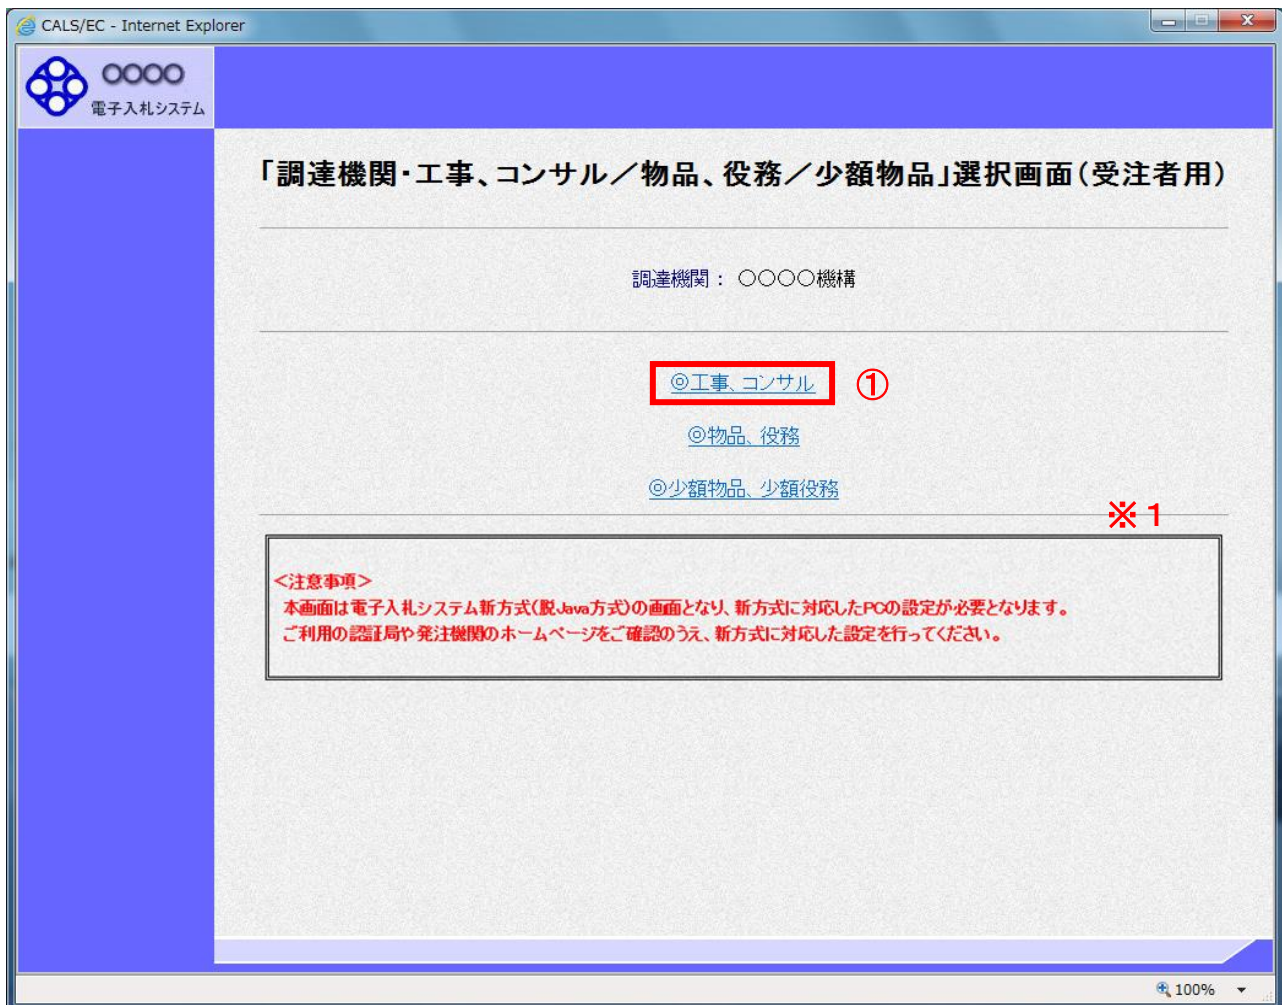 CALS/EC - Internet Explorer
○○○○
電子入札システム
「調達機関・工事、コンサル／物品、役務／少額物品」選択画面(受注者用)
調達機関： ○○○○機構
◎工事、コンサル ①
◎物品、役務
◎少額物品、少額役務
※1
＜注意事項＞
本画面は電子入札システム新方式(脱Java方式)の画面となり、新方式に対応したPCの設定が必要となります。
ご利用の認証局や発注機関のホームページをご確認のうえ、新方式に対応した設定を行ってください。
100%